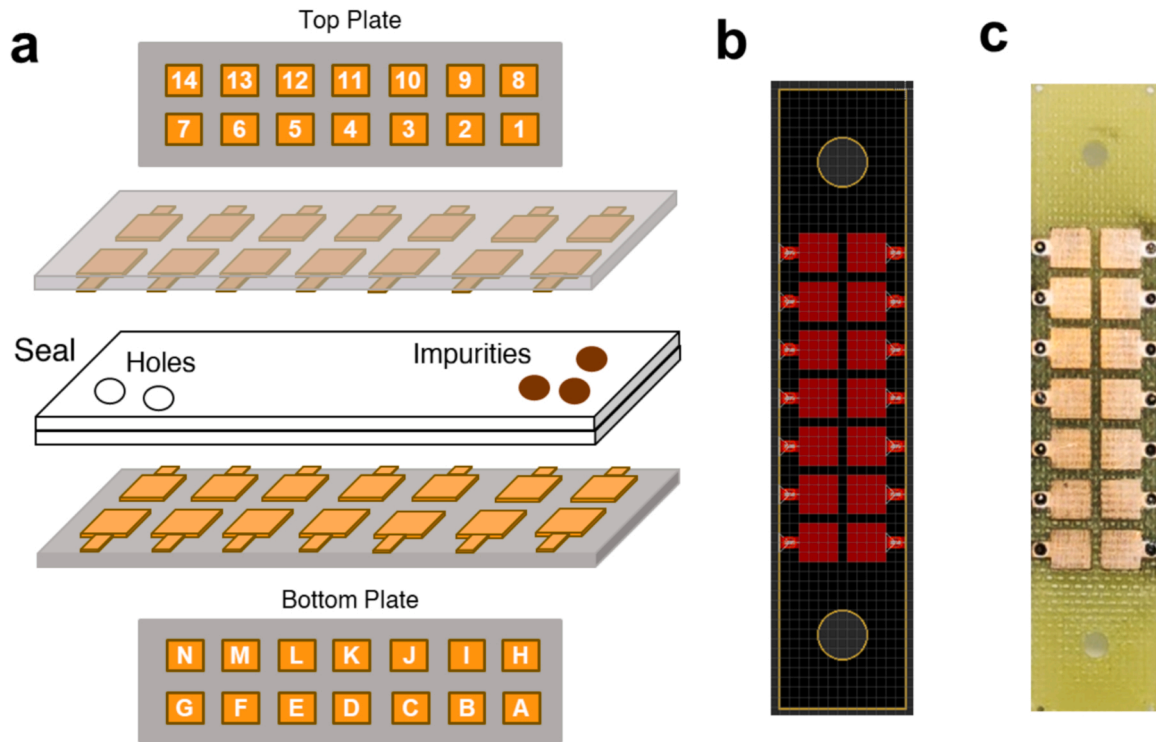 a
Top Plate
14 13 12 11 10 9 8
7 6 5 4 3 2 1
Seal
Holes
Impurities
Bottom Plate
N M L K J I H
G F E D C B A
b
c